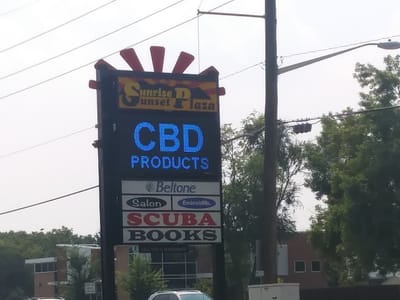 Sunrise
Sunset Plaza
CBD
PRODUCTS
Beltone
Salon
SCUBA
BOOKS